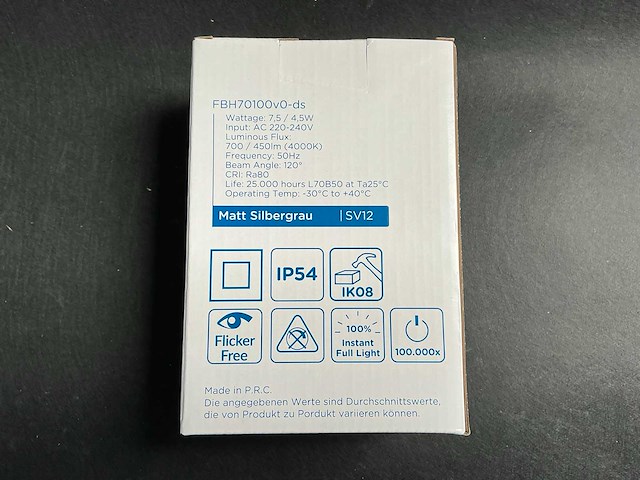 FBH70100v0-ds
Wattage: 7,5 / 4,5W
Input: AC 220-240V
Luminous Flux:
700 / 450lm (4000K)
Frequency: 50Hz
Beam Angle: 120°
CRI: Ra80
Life: 25.000 hours L70B50 at Ta25°C
Operating Temp: -30°C to +40°C
Matt Silbergrau | SV12
IP54
IK08
Flicker
Free
100%
Instant
Full Light
100.000x
Made in P.R.C.
Die angegebenen Werte sind Durchschnittswerte,
die von Produkt zu Pordukt variieren können.